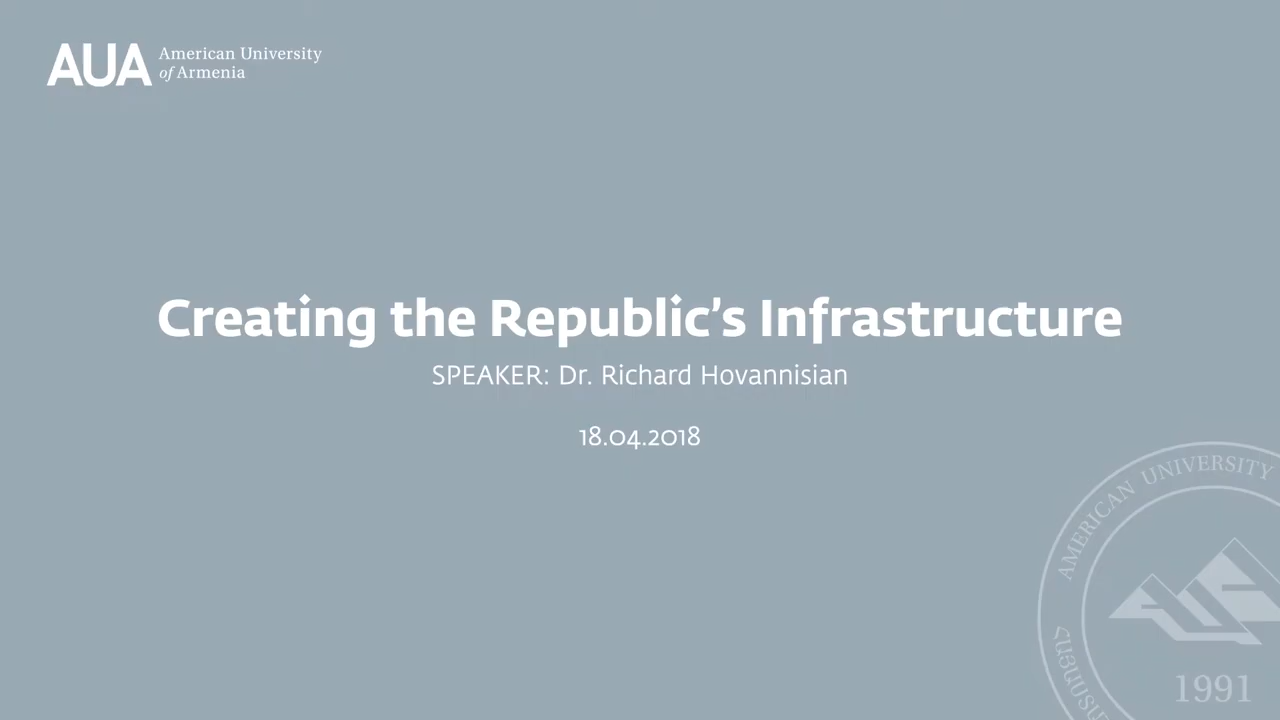 AUA American University
of Armenia
Creating the Republic's Infrastructure
SPEAKER: Dr. Richard Hovannisian
18.04.2018
AMERICAN UNIVERSITY
1991